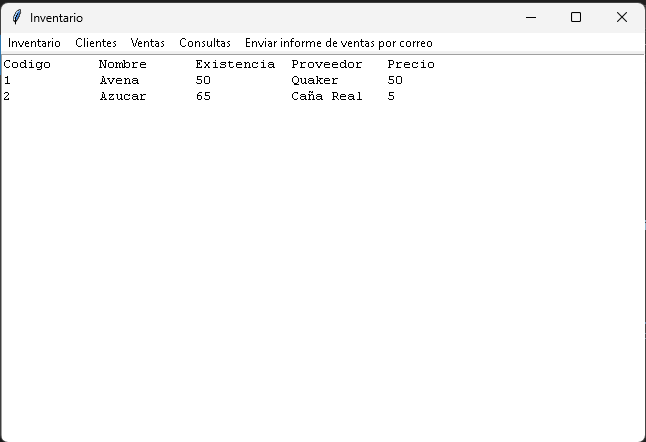 Inventario
Inventario Clientes Ventas Consultas Enviar informe de ventas por correo
Codigo Nombre Existencia Proveedor Precio
1 Avena 50 Quaker 50
2 Azucar 65 Caña Real 5